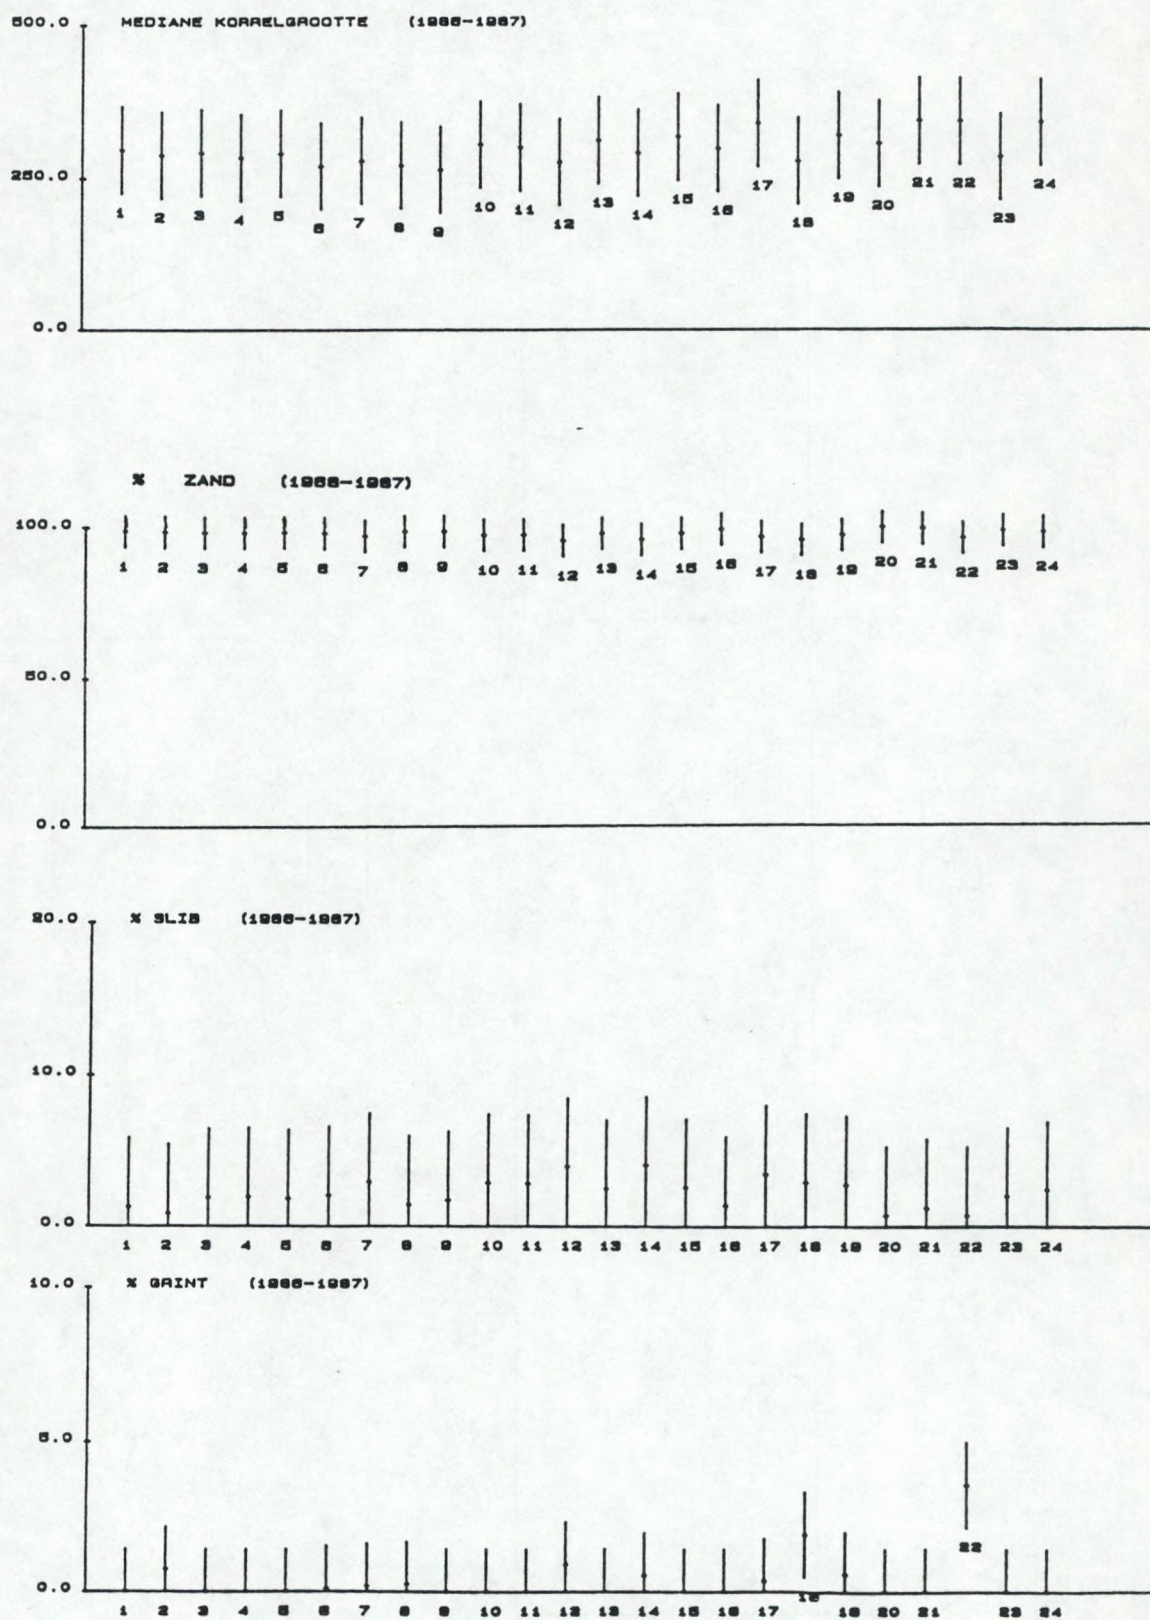 500.0 MEDIANE KORRELGROOTTE (1986-1987)
250.0
1 2 3 4 5 6 7 8 9 10 11 12 13 14 15 16 17 18 19 20 21 22 23 24
0.0
% ZAND (1986-1987)
100.0
1 2 3 4 5 6 7 8 9 10 11 12 13 14 15 16 17 18 19 20 21 22 23 24
50.0
0.0
20.0 % SLIB (1986-1987)
10.0
0.0
1 2 3 4 5 6 7 8 9 10 11 12 13 14 15 16 17 18 19 20 21 22 23 24
10.0 % GRINT (1986-1987)
5.0
22
0.0
1 2 3 4 5 6 7 8 9 10 11 12 13 14 15 16 17 18 19 20 21 23 24